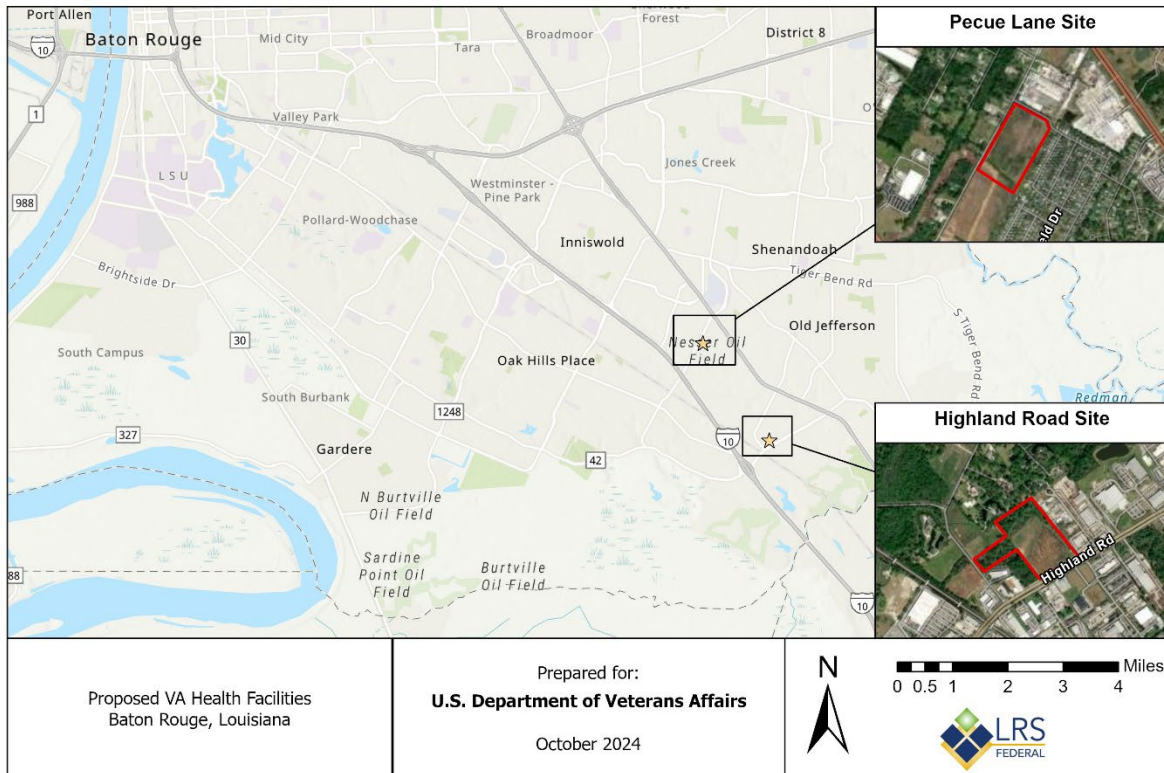 Port Allen
10
Baton Rouge
Mid City
Tara
Broadmoor
Forest
District 8
1
Valley Park
Jones Creek
LSU
988
Westminster -
Pine Park
Pollard-Woodchase
Inniswold
Shenandoah
Tiger Bend Rd
Brightside Dr
S Tiger Bend Rd
Old Jefferson
30
Oil
Field
South Campus
Oak Hills Place
Redman
South Burbank
1248
327
Gardere
10
42
N Burtville
Oil Field
Sardine
Point Oil
Field
Burtville
Oil Field
88
10
Pecue Lane Site
eld Dr
Highland Road Site
Highland Rd
Proposed VA Health Facilities
Baton Rouge, Louisiana
Prepared for:
U.S. Department of Veterans Affairs
October 2024
N
Miles
0 0.5 1 2 3 4
LRS
FEDERAL